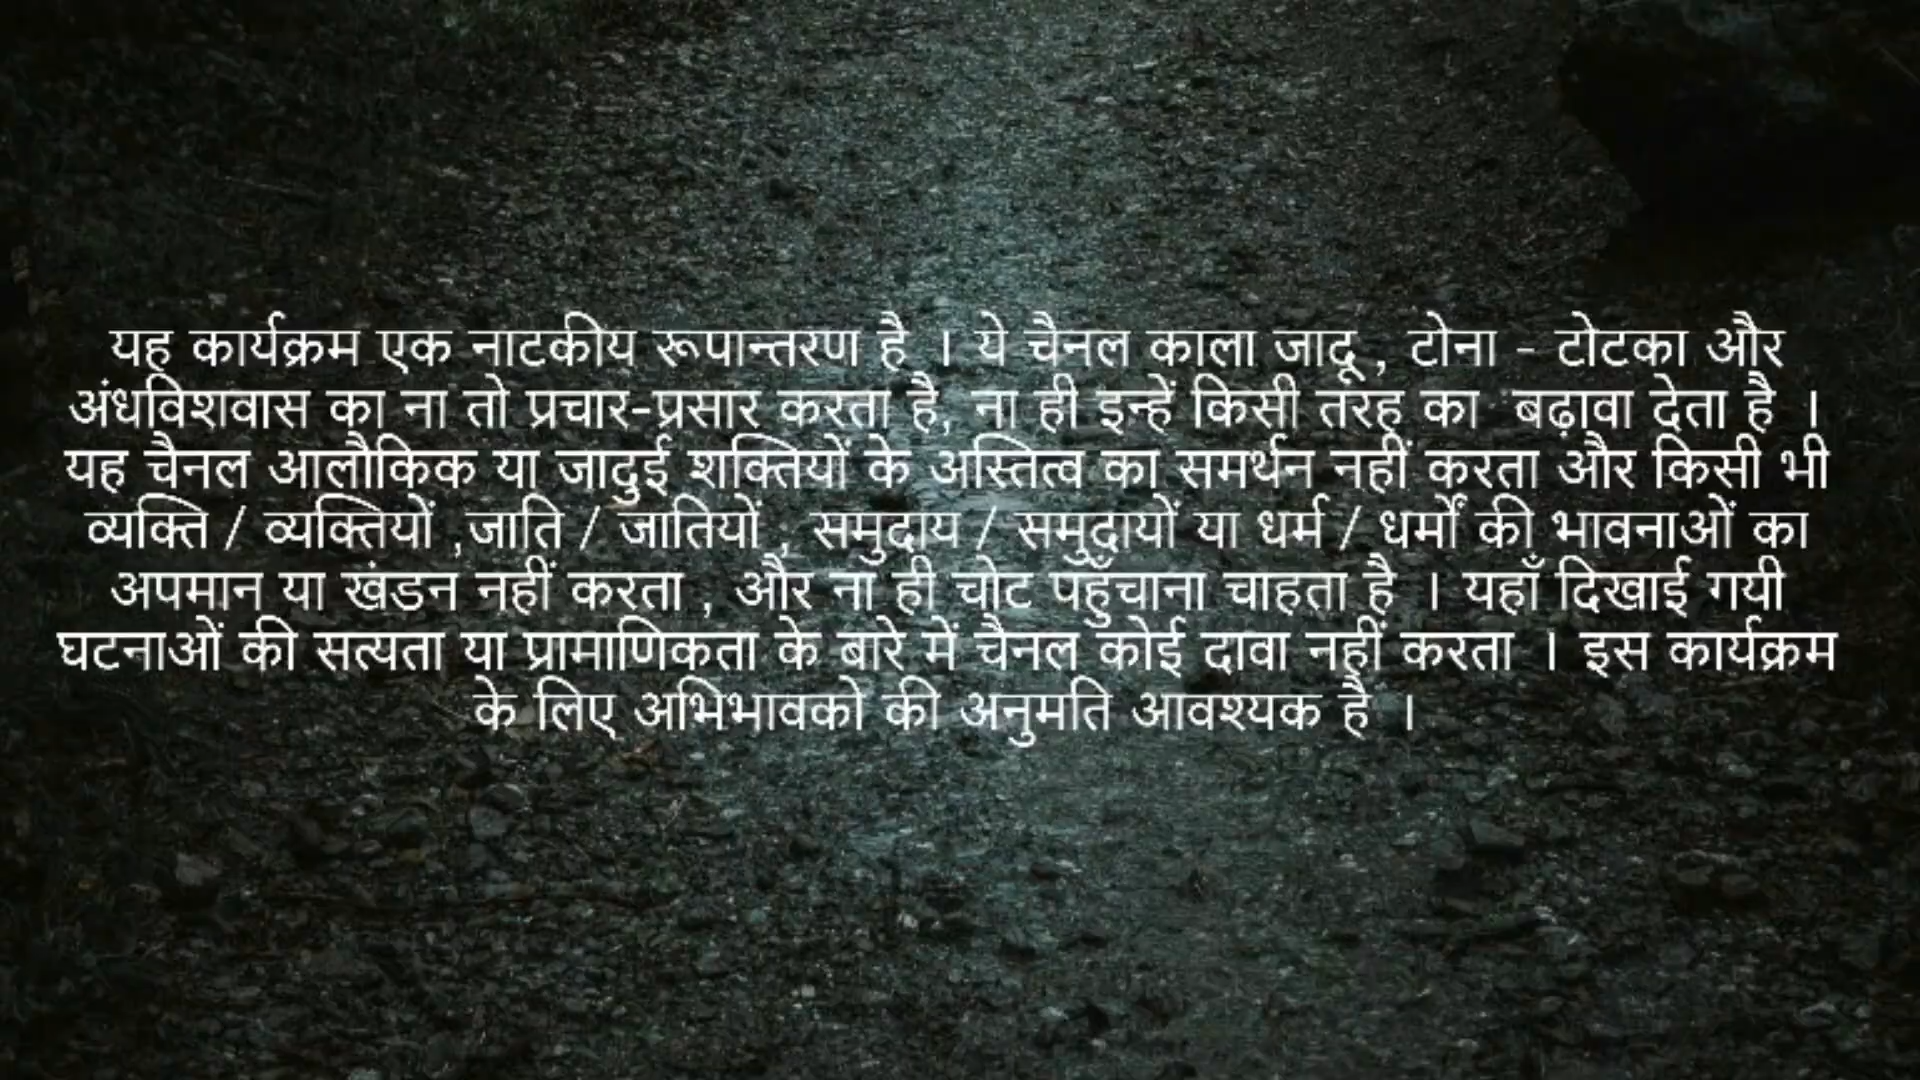 यह कार्यक्रम एक नाटकीय रूपान्तरण है । ये चैनल काला जादू , टोना - टोटका और
अंधविशवास का ना तो प्रचार-प्रसार करता है, ना ही इन्हें किसी तरह का बढ़ावा देता है ।
यह चैनल आलौकिक या जादुई शक्तियों के अस्तित्व का समर्थन नहीं करता और किसी भी
व्यक्ति / व्यक्तियों ,जाति / जातियों , समुदाय / समुदायों या धर्म / धर्मों की भावनाओं का
अपमान या खंडन नहीं करता , और ना ही चोट पहुँचाना चाहता है । यहाँ दिखाई गयी
घटनाओं की सत्यता या प्रामाणिकता के बारे में चैनल कोई दावा नहीं करता । इस कार्यक्रम
के लिए अभिभावको की अनुमति आवश्यक है ।